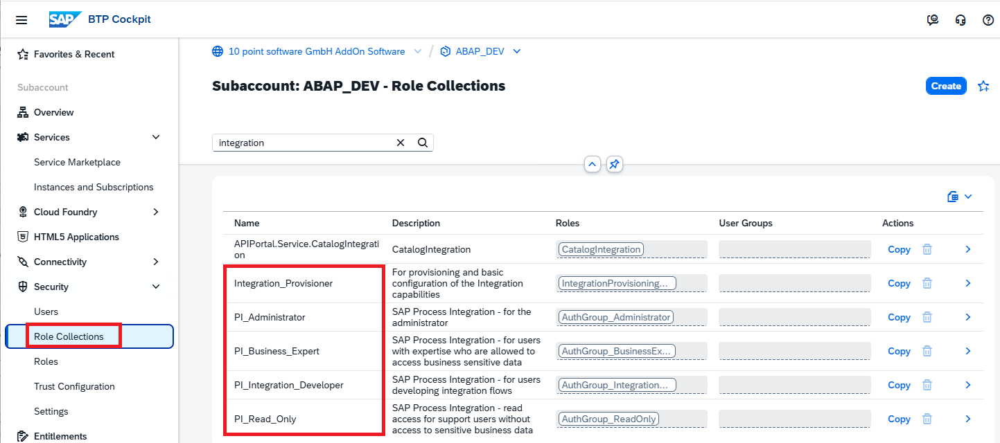 SAP BTP Cockpit
Favorites & Recent
Subaccount
Overview
Services
Service Marketplace
Instances and Subscriptions
Cloud Foundry
HTML5 Applications
Connectivity
Security
Users
Role Collections
Roles
Trust Configuration
Settings
Entitlements
10 point software GmbH AddOn Software / ABAP_DEV
Subaccount: ABAP_DEV - Role Collections
Create
integration
Name Description Roles User Groups Actions
APIPortal.Service.CatalogIntegrati
on
CatalogIntegration
CatalogIntegration
Copy
Integration_Provisioner
For provisioning and basic
configuration of the Integration
capabilities
IntegrationProvisioning...
Copy
PI_Administrator
SAP Process Integration - for the
administrator
AuthGroup_Administrator
Copy
PI_Business_Expert
SAP Process Integration - for users
with expertise who are allowed to
access business sensitive data
AuthGroup_BusinessEx...
Copy
PI_Integration_Developer
SAP Process Integration - for users
developing integration flows
AuthGroup_Integration...
Copy
PI_Read_Only
SAP Process Integration - read
access for support users without
access to sensitive business data
AuthGroup_ReadOnly
Copy